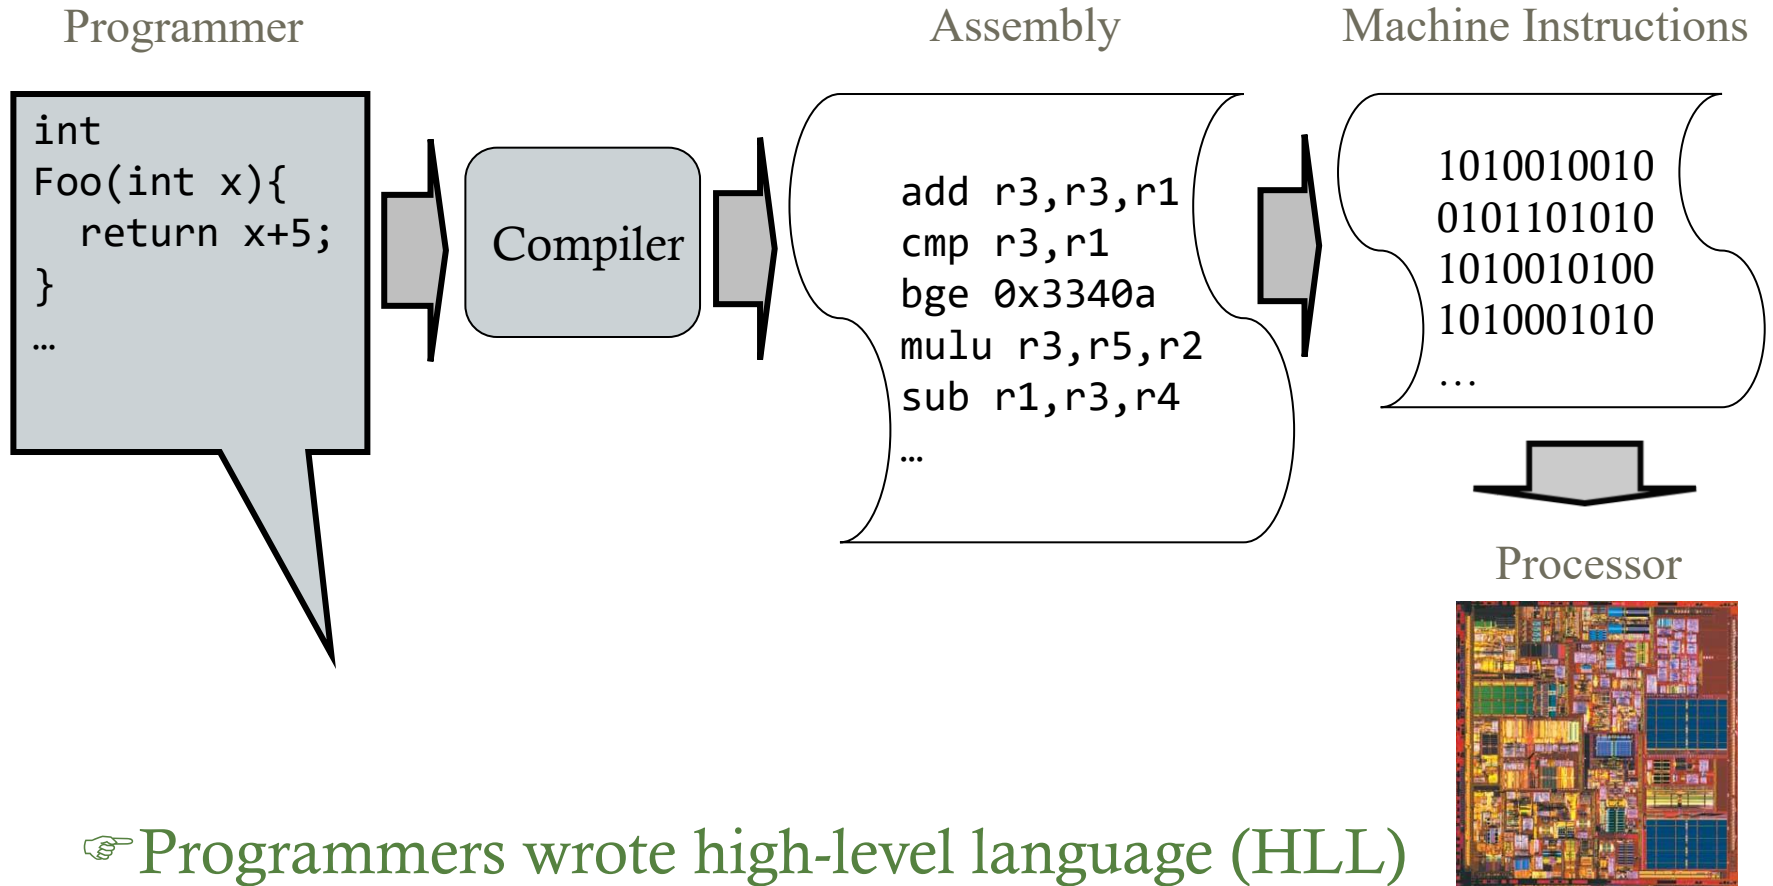 Programmer
int
Foo(int x){
  return x+5;
}
…
Compiler
Assembly
add r3,r3,r1
cmp r3,r1
bge 0x3340a
mulu r3,r5,r2
sub r1,r3,r4
…
Machine Instructions
1010010010
0101101010
1010010100
1010001010
…
Processor
☞Programmers wrote high-level language (HLL)